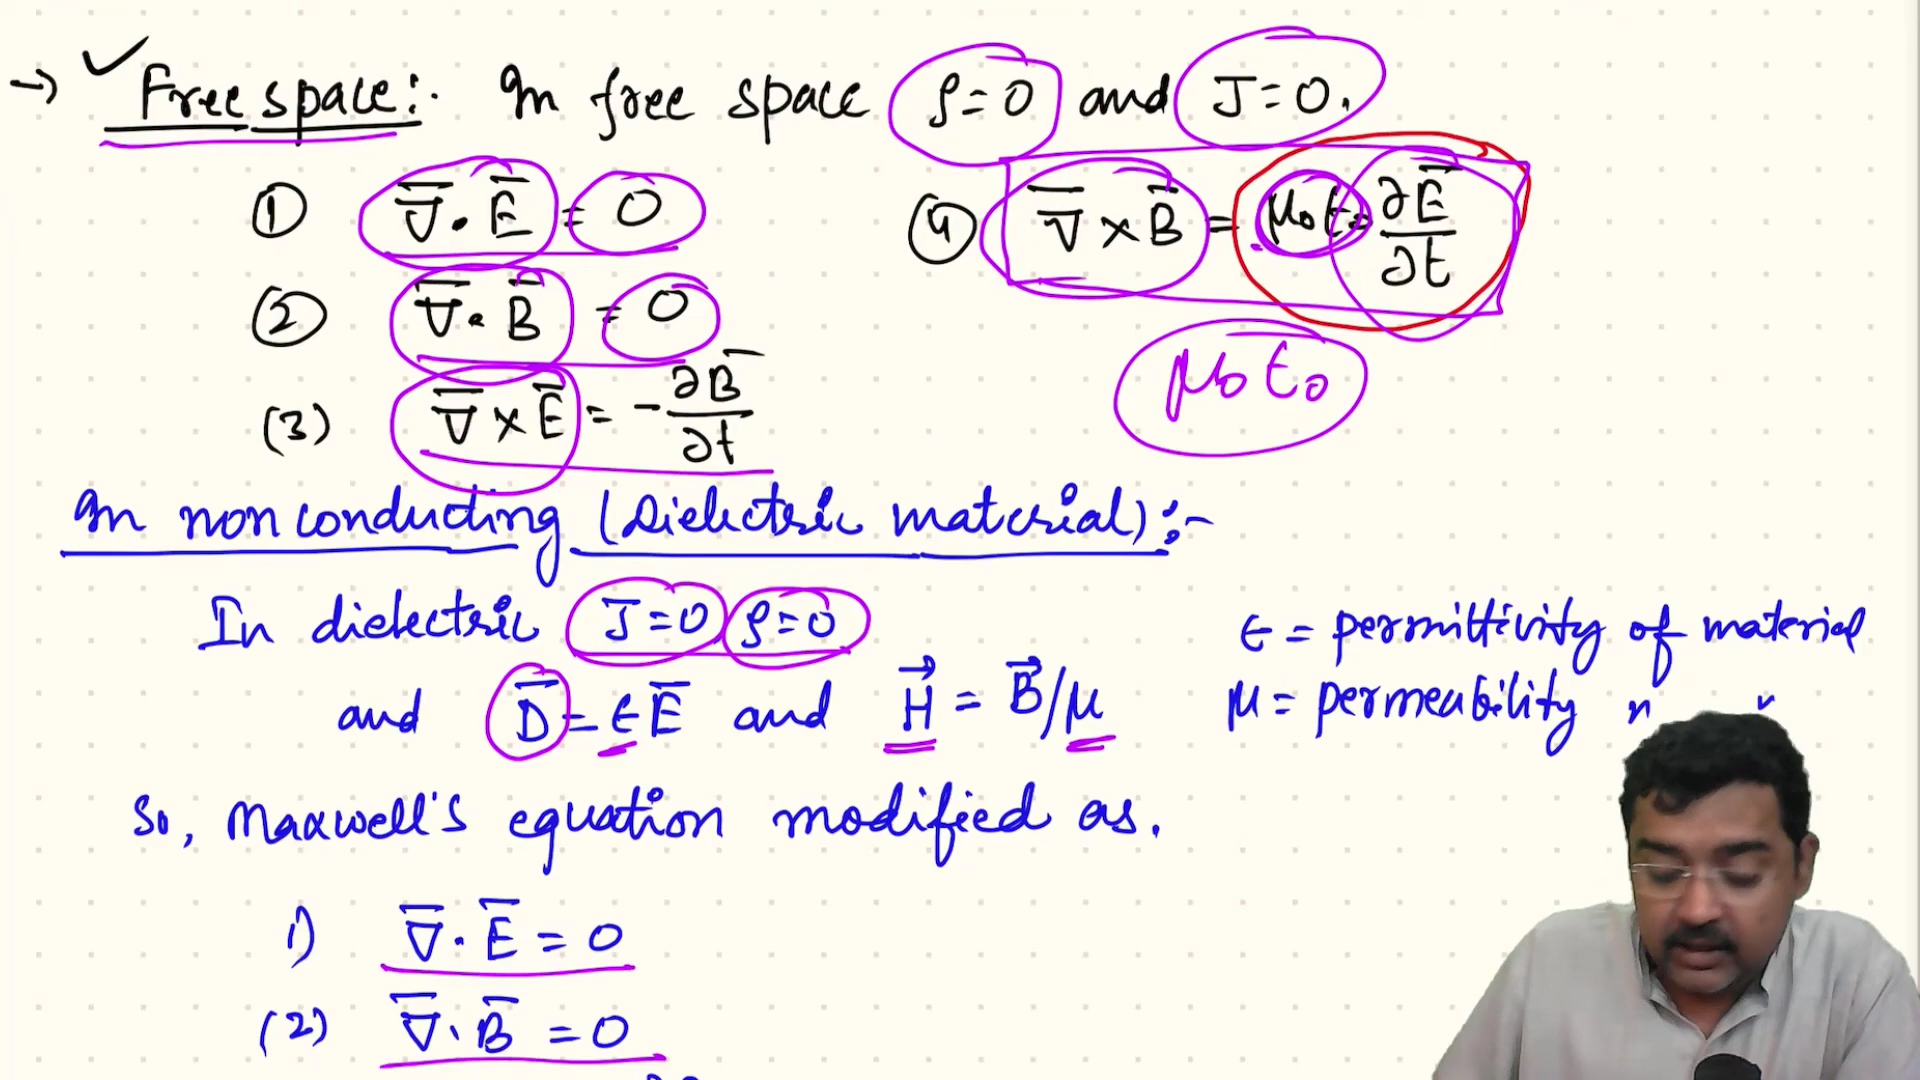 → ✓ Free space:- In free space ρ=0 and J=0.
① ∇̅ · E̅ = 0
④ ∇̅ × B̅ = μ₀ε₀ ∂E̅/∂t
② ∇̅ · B̅ = 0
μ₀ε₀
(3) ∇̅ × E̅ = - ∂B̅/∂t
In non conducting (Dielectric material):-
In dielectric J=0 ρ=0
ε = permittivity of material
and D̅ = εE̅ and H⃗ = B⃗/μ
μ = permeability " "
So, Maxwell's equation modified as.
1) ∇̅ · E̅ = 0
(2) ∇̅ · B̅ = 0